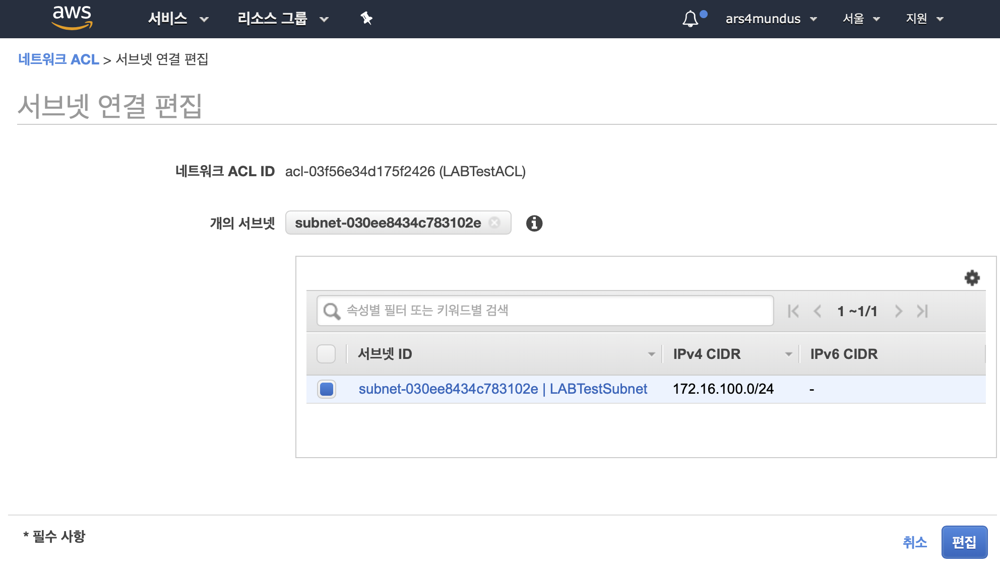 aws 서비스 리소스 그룹 ars4mundus 서울 지원
네트워크 ACL > 서브넷 연결 편집
서브넷 연결 편집
네트워크 ACL ID acl-03f56e34d175f2426 (LABTestACL)
개의 서브넷 subnet-030ee8434c783102e
속성별 필터 또는 키워드별 검색 1 ~1/1
서브넷 ID IPv4 CIDR IPv6 CIDR
subnet-030ee8434c783102e | LABTestSubnet 172.16.100.0/24 -
* 필수 사항 취소 편집